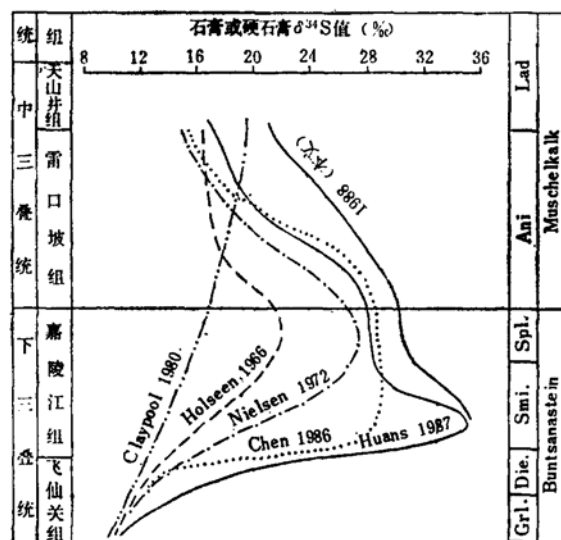 统 组 石膏或硬石膏δ³⁴S值 (‰)
8 12 16 20 24 28 32 36
中三叠统
下三叠统
天山井组
雷口坡组
嘉陵江组
飞仙关组
1988 (本文)
Claypool 1980
Holseen 1966
Nielsen 1972
Chen 1986
Huans 1987
Lad
Ani
Spl.
Smi.
Die.
Grl.
Muschelkalk
Buntsanastein